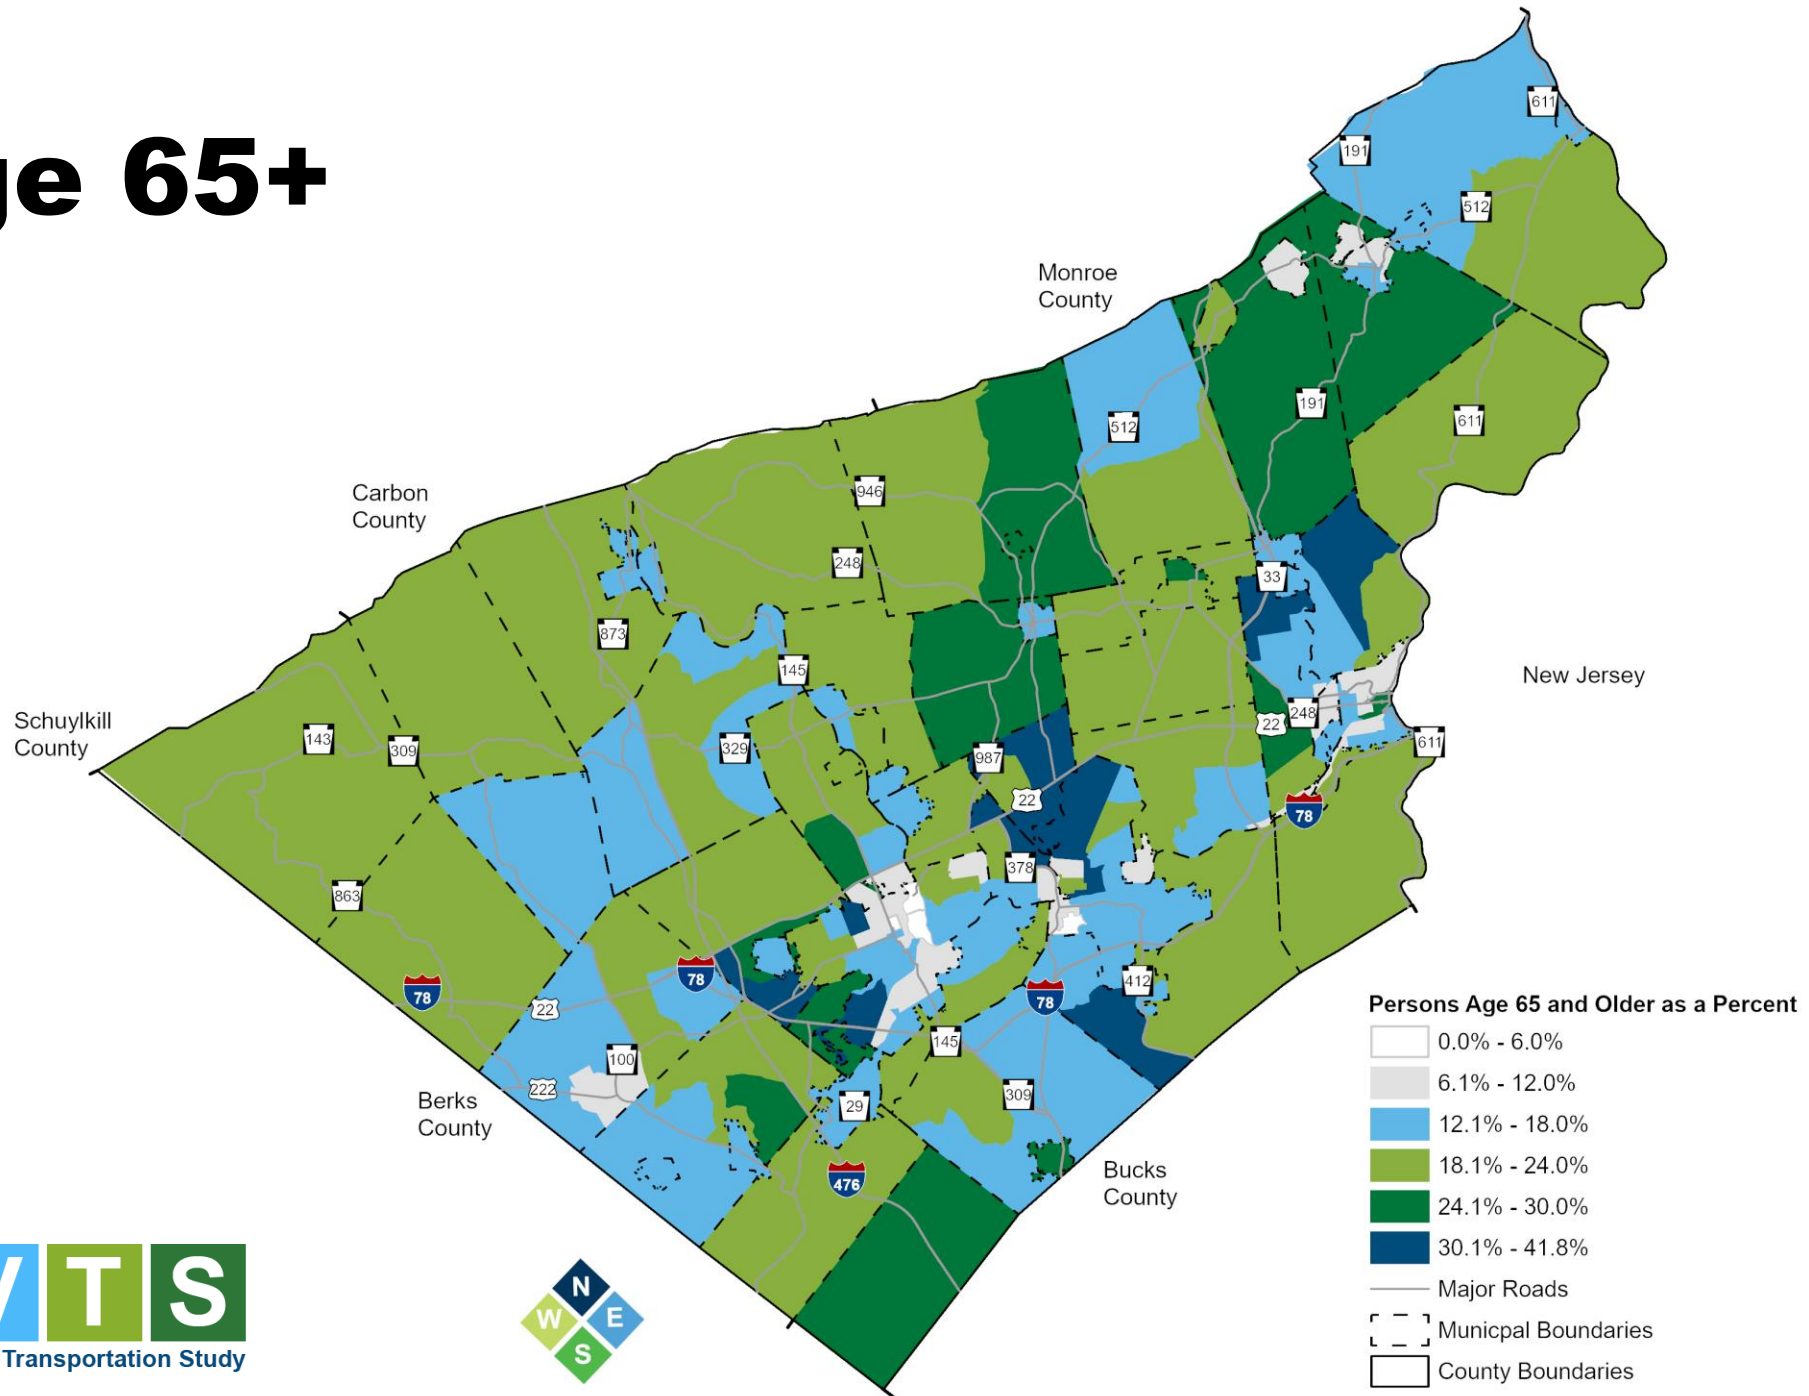 ge 65+
Monroe
County
Carbon
County
Schuylkill
County
New Jersey
Berks
County
Bucks
County
611
191
512
512
191
611
946
248
33
873
145
143
309
329
987
22
248
22
611
22
78
378
863
78
78
22
412
78
145
100
222
29
309
476
Persons Age 65 and Older as a Percent
0.0% - 6.0%
6.1% - 12.0%
12.1% - 18.0%
18.1% - 24.0%
24.1% - 30.0%
30.1% - 41.8%
Major Roads
Municpal Boundaries
County Boundaries
N
W E
S
T S
Transportation Study